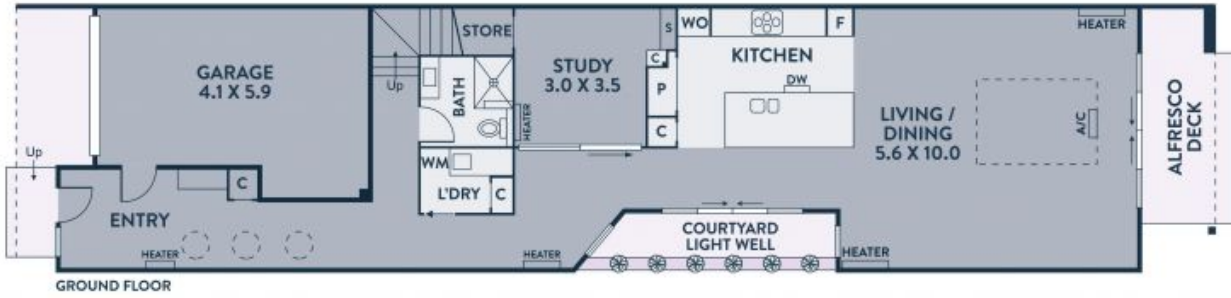 GARAGE
4.1 X 5.9
Up
ENTRY
C
HEATER
Up
STORE
BATH
WM
L'DRY
C
HEATER
STUDY
3.0 X 3.5
HEATER
S
C
P
C
WO
F
KITCHEN
DW
COURTYARD
LIGHT WELL
HEATER
LIVING /
DINING
5.6 X 10.0
A/C
HEATER
ALFRESCO
DECK
GROUND FLOOR